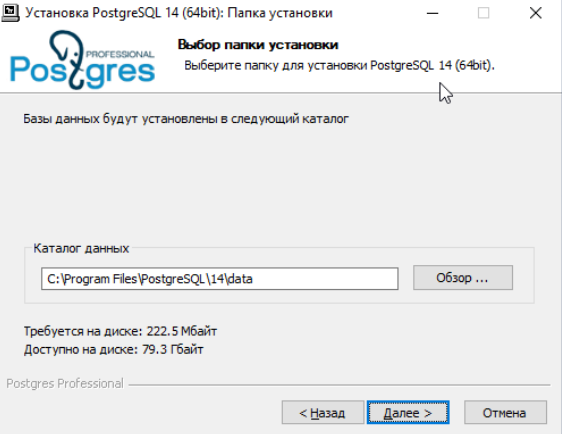 Установка PostgreSQL 14 (64bit): Папка установки
PROFESSIONAL
Postgres
Выбор папки установки
Выберите папку для установки PostgreSQL 14 (64bit).
Базы данных будут установлены в следующий каталог
Каталог данных
C:\Program Files\PostgreSQL\14\data
Обзор ...
Требуется на диске: 222.5 Мбайт
Доступно на диске: 79.3 Гбайт
Postgres Professional
< Назад
Далее >
Отмена